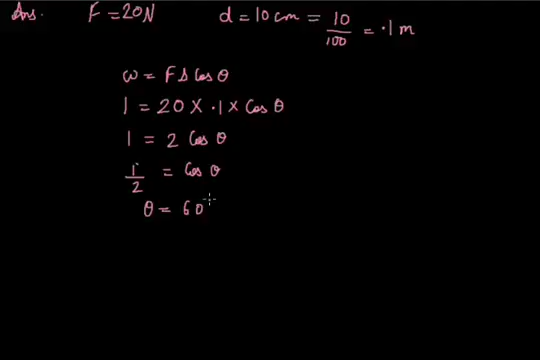 Ans. F = 20N d = 10 cm = 10/100 = .1 m
W = F s Cos θ
1 = 20 × .1 × Cos θ
1 = 2 Cos θ
1/2 = Cos θ
θ = 60